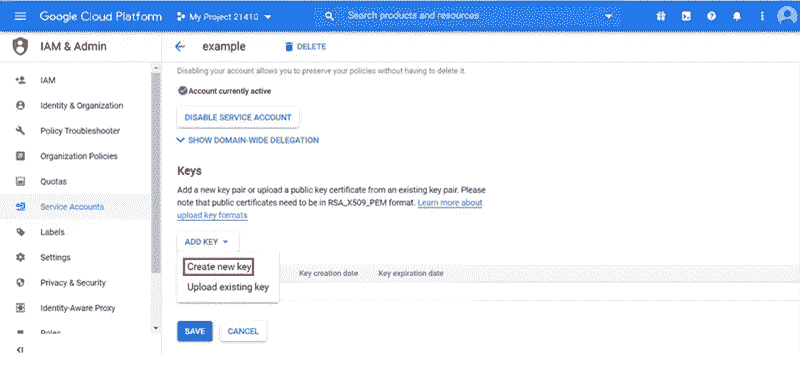 Google Cloud Platform
My Project 21410
Search products and resources
IAM & Admin
example
DELETE
IAM
Identity & Organization
Policy Troubleshooter
Organization Policies
Quotas
Service Accounts
Labels
Settings
Privacy & Security
Identity-Aware Proxy
Roles
Disabling your account allows you to preserve your policies without having to delete it.
Account currently active
DISABLE SERVICE ACCOUNT
SHOW DOMAIN-WIDE DELEGATION
Keys
Add a new key pair or upload a public key certificate from an existing key pair. Please
note that public certificates need to be in RSA_X509_PEM format. Learn more about
upload key formats
ADD KEY
Create new key
Upload existing key
Key creation date
Key expiration date
SAVE
CANCEL